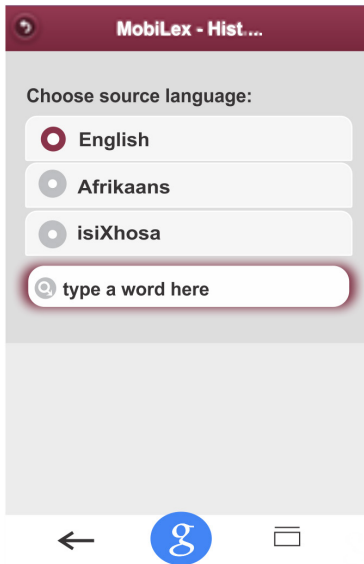 MobiLex - Hist....
Choose source language:
English
Afrikaans
isiXhosa
type a word here
g